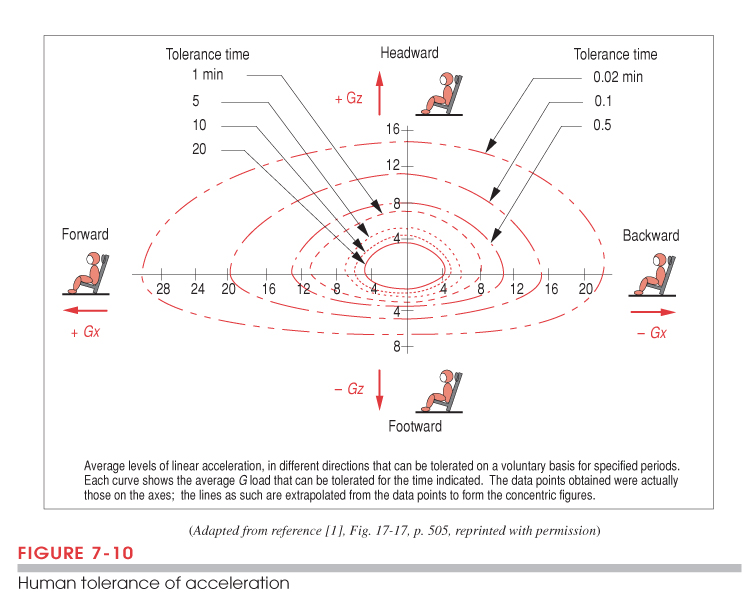 Tolerance time
1 min
5
10
20
Headward
+ Gz
Tolerance time
0.02 min
0.1
0.5
16
12
8
4
Forward
+ Gx
Backward
− Gx
28 24 20 16 12 8 4 4 8 12 16 20
4
8
− Gz
Footward
Average levels of linear acceleration, in different directions that can be tolerated on a voluntary basis for specified periods.
Each curve shows the average G load that can be tolerated for the time indicated. The data points obtained were actually
those on the axes; the lines as such are extrapolated from the data points to form the concentric figures.
(Adapted from reference [1], Fig. 17-17, p. 505, reprinted with permission)
FIGURE 7-10
Human tolerance of acceleration